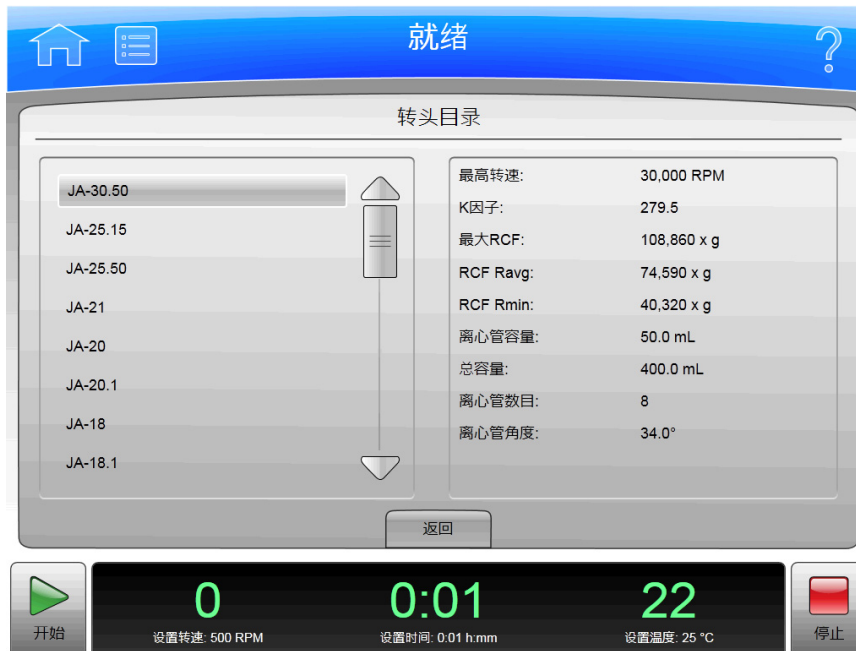 就绪
?
转头目录
JA-30.50
JA-25.15
JA-25.50
JA-21
JA-20
JA-20.1
JA-18
JA-18.1
最高转速: 30,000 RPM
K因子: 279.5
最大RCF: 108,860 x g
RCF Ravg: 74,590 x g
RCF Rmin: 40,320 x g
离心管容量: 50.0 mL
总容量: 400.0 mL
离心管数目: 8
离心管角度: 34.0°
返回
开始
0
设置转速: 500 RPM
0:01
设置时间: 0:01 h:mm
22
设置温度: 25 °C
停止